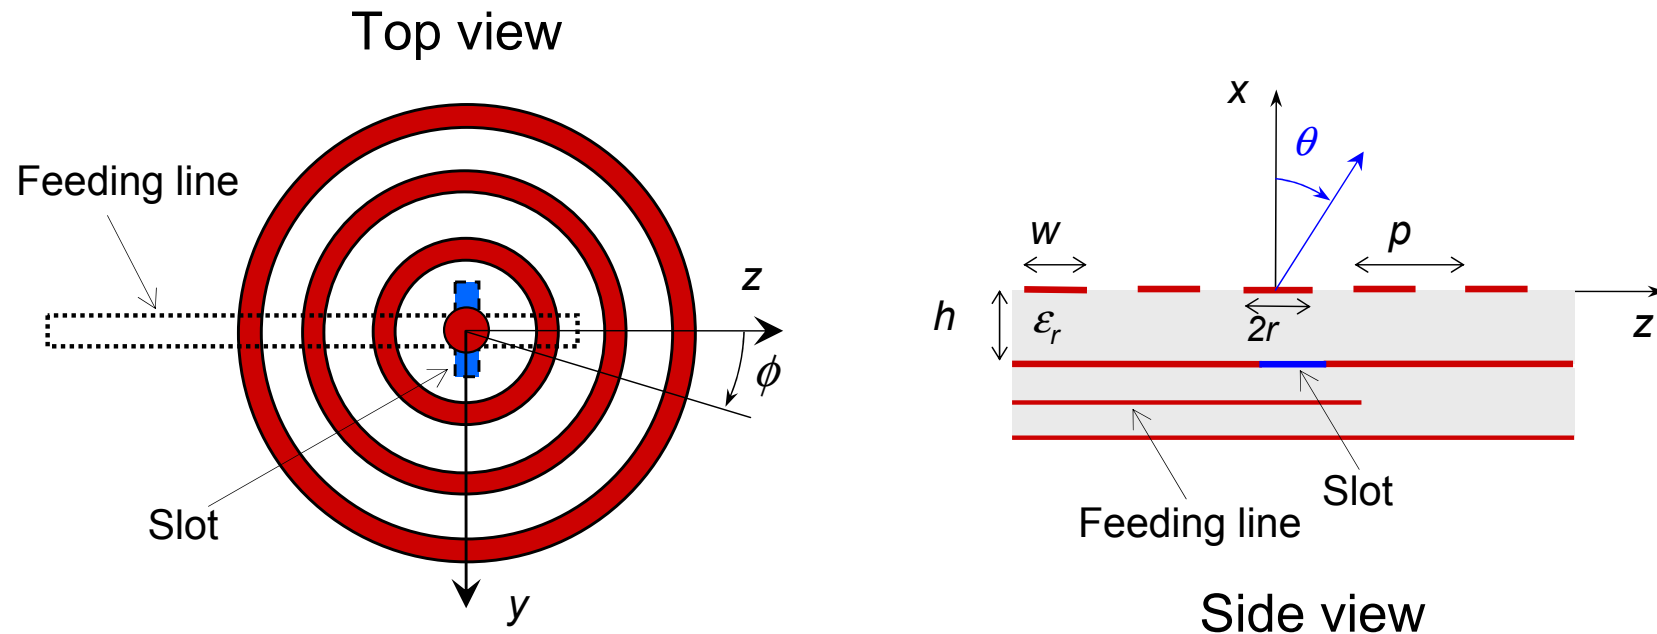 Top view
Feeding line
z
ϕ
Slot
y
x
θ
w
p
h
εr
2r
z
Slot
Feeding line
Side view